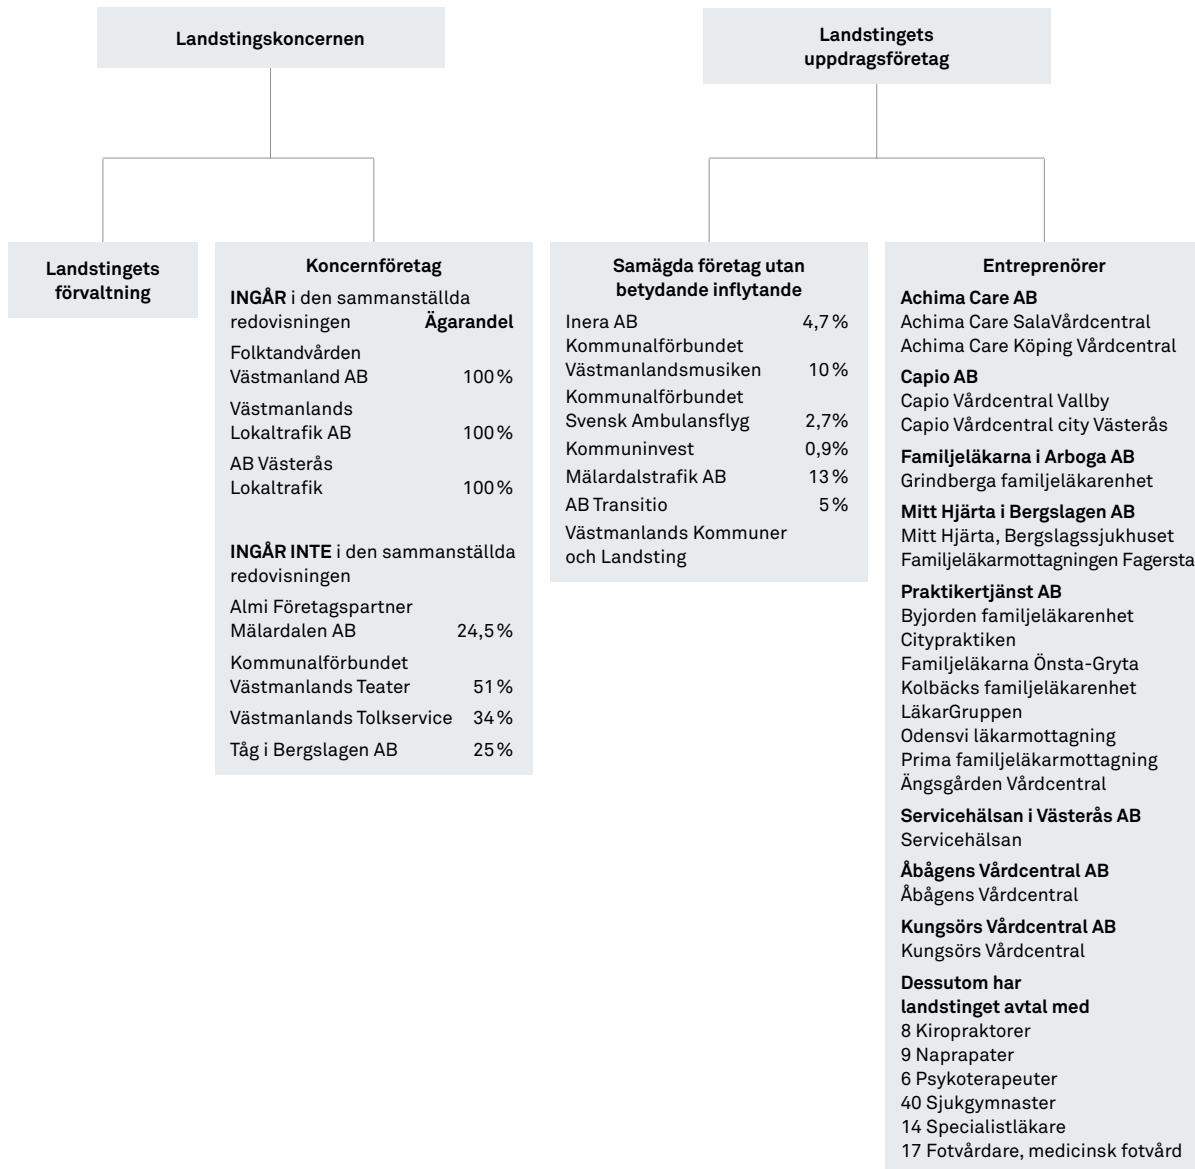 Landstingskoncernen
Landstingets
uppdragsföretag
Landstingets
förvaltning
Koncernföretag
INGÅR i den sammanställda
redovisningen Ägarandel
Folktandvården
Västmanland AB 100%
Västmanlands
Lokaltrafik AB 100%
AB Västerås
Lokaltrafik 100%
INGÅR INTE i den sammanställda
redovisningen
Almi Företagspartner
Mälardalen AB 24,5%
Kommunalförbundet
Västmanlands Teater 51%
Västmanlands Tolkservice 34%
Tåg i Bergslagen AB 25%
Samägda företag utan
betydande inflytande
Inera AB 4,7%
Kommunalförbundet
Västmanlandsmusiken 10%
Kommunalförbundet
Svensk Ambulansflyg 2,7%
Kommuninvest 0,9%
Mälardalstrafik AB 13%
AB Transitio 5%
Västmanlands Kommuner
och Landsting
Entreprenörer
Achima Care AB
Achima Care SalaVårdcentral
Achima Care Köping Vårdcentral
Capio AB
Capio Vårdcentral Vallby
Capio Vårdcentral city Västerås
Familjeläkarna i Arboga AB
Grindberga familjeläkarenhet
Mitt Hjärta i Bergslagen AB
Mitt Hjärta, Bergslagssjukhuset
Familjeläkarmottagningen Fagersta
Praktikertjänst AB
Byjorden familjeläkarenhet
Citypraktiken
Familjeläkarna Önsta-Gryta
Kolbäcks familjeläkarenhet
LäkarGruppen
Odensvi läkarmottagning
Prima familjeläkarmottagning
Ängsgården Vårdcentral
Servicehälsan i Västerås AB
Servicehälsan
Åbågens Vårdcentral AB
Åbågens Vårdcentral
Kungsörs Vårdcentral AB
Kungsörs Vårdcentral
Dessutom har
landstinget avtal med
8 Kiropraktorer
9 Naprapater
6 Psykoterapeuter
40 Sjukgymnaster
14 Specialistläkare
17 Fotvårdare, medicinsk fotvård